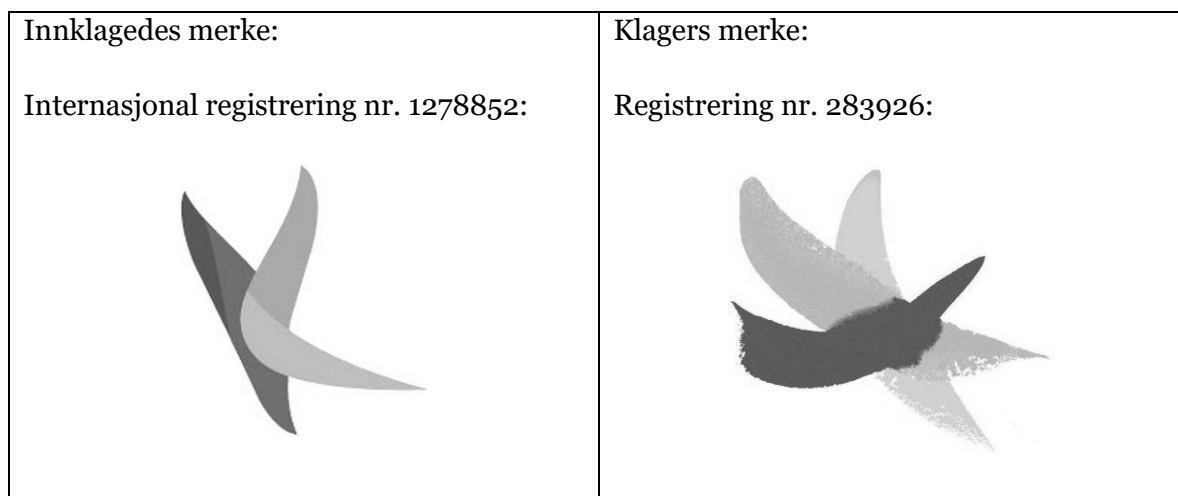 Innklagedes merke:
Internasjonal registrering nr. 1278852:
Klagers merke:
Registrering nr. 283926: